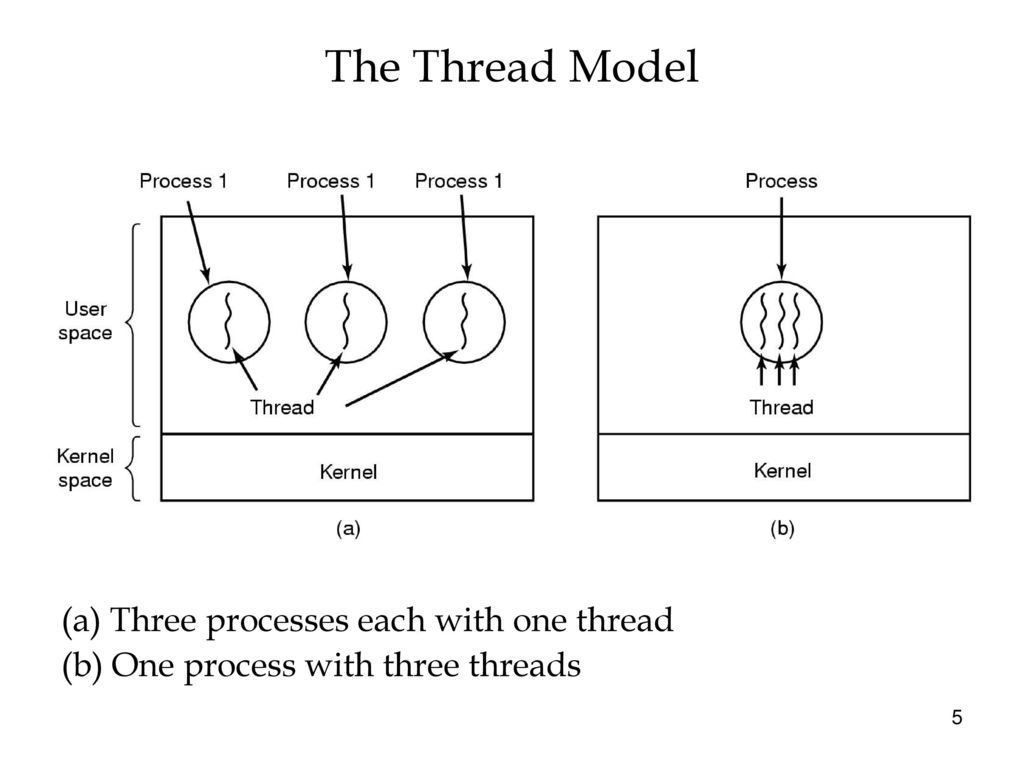 The Thread Model
Process 1
Process 1
Process 1
Process
User
space
Thread
Thread
Kernel
space
Kernel
Kernel
(a)
(b)
(a) Three processes each with one thread
(b) One process with three threads
5